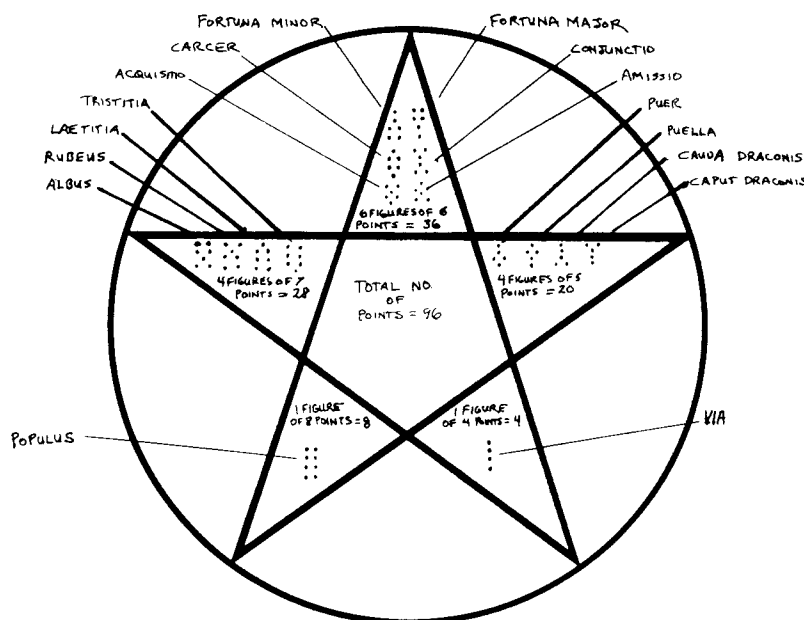 FORTUNA MINOR
FORTUNA MAJOR
CARCER
CONJUNCTIO
ACQUISITIO
AMISSIO
TRISTITIA
PUER
LAETITIA
PUELLA
RUBEUS
CAUDA DRACONIS
ALBUS
CAPUT DRACONIS
6 FIGURES OF 6
POINTS = 36
4 FIGURES OF 7
POINTS = 28
4 FIGURES OF 5
POINTS = 20
TOTAL NO.
OF
POINTS = 96
1 FIGURE
OF 8 POINTS = 8
1 FIGURE
OF 4 POINTS = 4
POPULUS
VIA